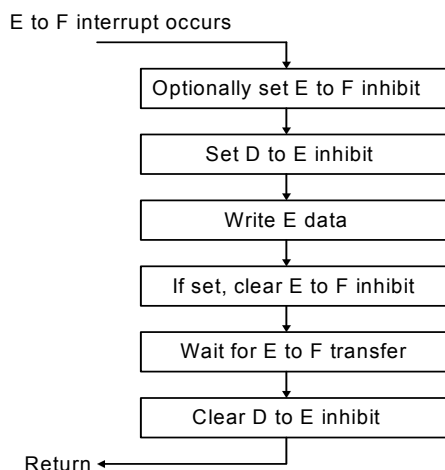 E to F interrupt occurs
Optionally set E to F inhibit
Set D to E inhibit
Write E data
If set, clear E to F inhibit
Wait for E to F transfer
Clear D to E inhibit
Return